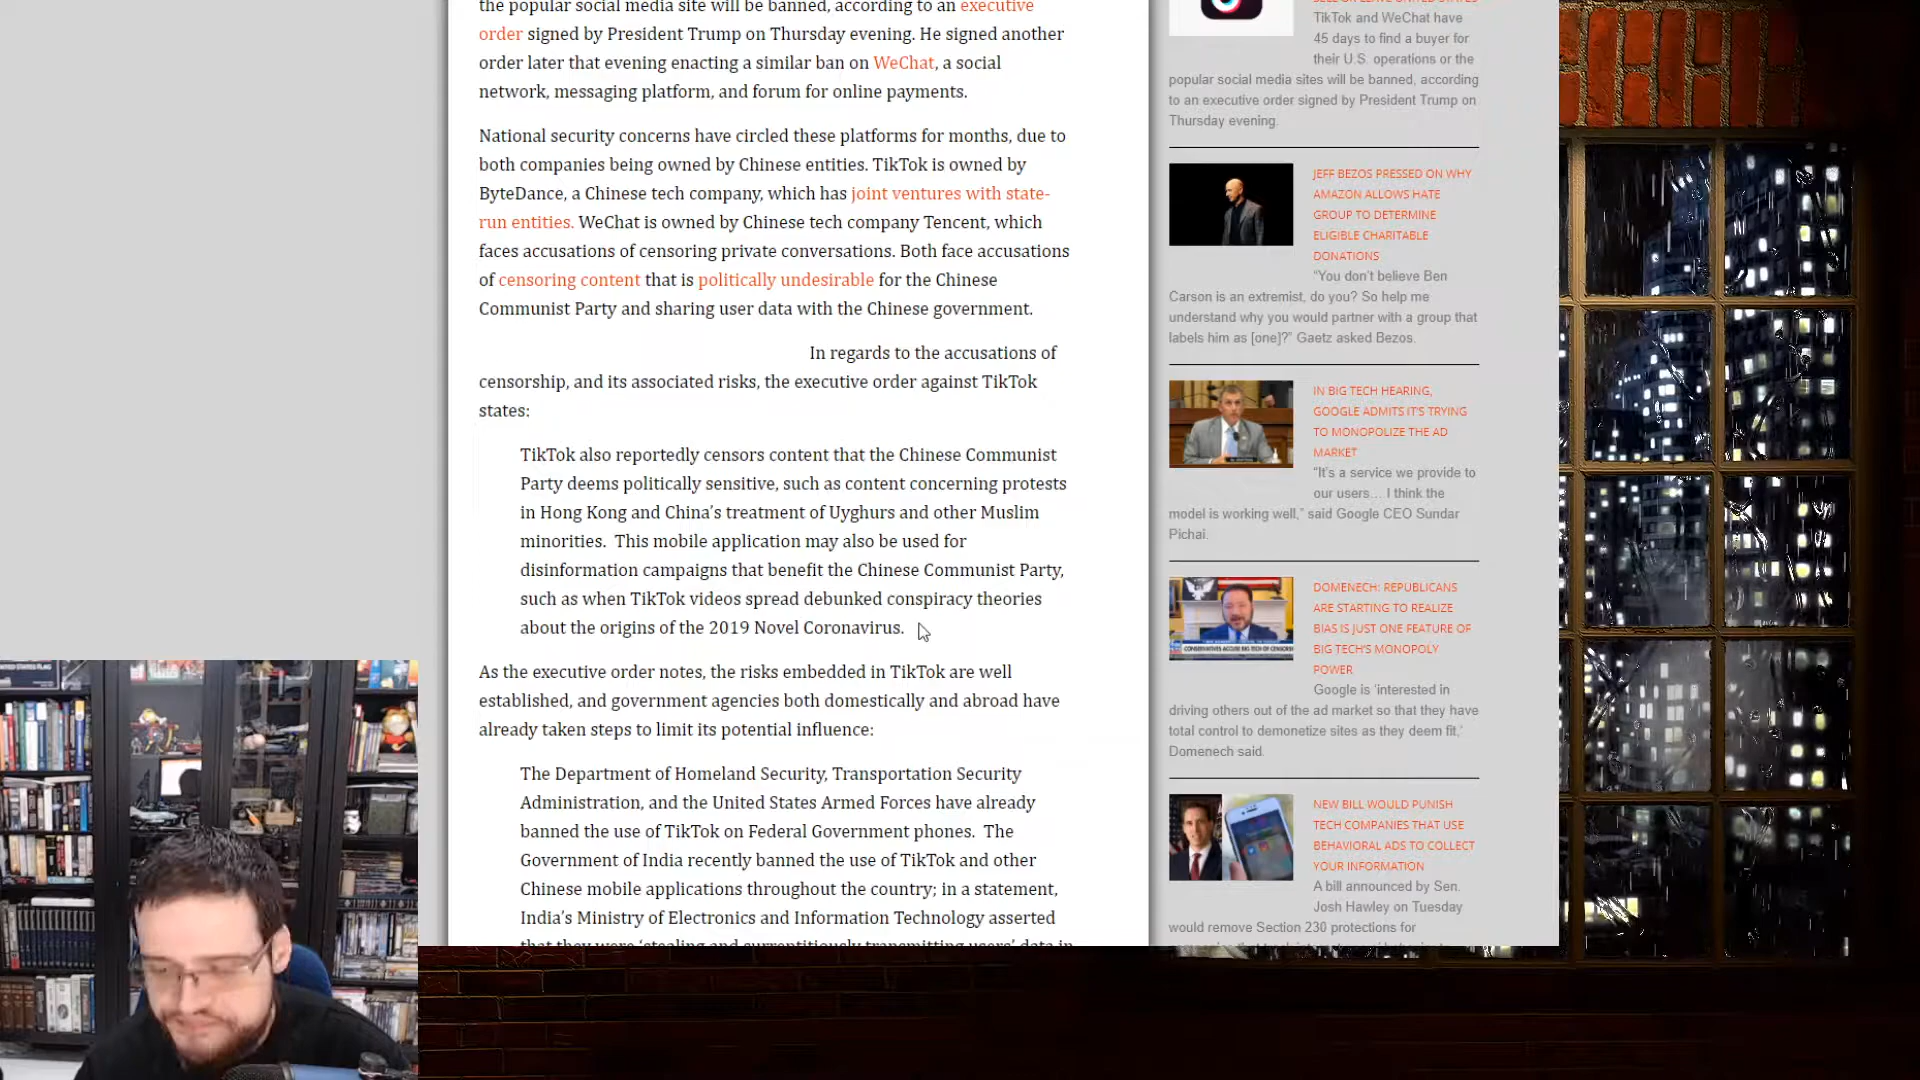 the popular social media site will be banned, according to an executive
order signed by President Trump on Thursday evening. He signed another
order later that evening enacting a similar ban on WeChat, a social
network, messaging platform, and forum for online payments.
National security concerns have circled these platforms for months, due to
both companies being owned by Chinese entities. TikTok is owned by
ByteDance, a Chinese tech company, which has joint ventures with state-
run entities. WeChat is owned by Chinese tech company Tencent, which
faces accusations of censoring private conversations. Both face accusations
of censoring content that is politically undesirable for the Chinese
Communist Party and sharing user data with the Chinese government.
In regards to the accusations of
censorship, and its associated risks, the executive order against TikTok
states:
TikTok also reportedly censors content that the Chinese Communist
Party deems politically sensitive, such as content concerning protests
in Hong Kong and China's treatment of Uyghurs and other Muslim
minorities.  This mobile application may also be used for
disinformation campaigns that benefit the Chinese Communist Party,
such as when TikTok videos spread debunked conspiracy theories
about the origins of the 2019 Novel Coronavirus.
As the executive order notes, the risks embedded in TikTok are well
established, and government agencies both domestically and abroad have
already taken steps to limit its potential influence:
The Department of Homeland Security, Transportation Security
Administration, and the United States Armed Forces have already
banned the use of TikTok on Federal Government phones.  The
Government of India recently banned the use of TikTok and other
Chinese mobile applications throughout the country; in a statement,
India's Ministry of Electronics and Information Technology asserted
that they were 'stealing and surreptitiously transmitting users' data in
TikTok and WeChat have
45 days to find a buyer for
their U.S. operations or the
popular social media sites will be banned, according
to an executive order signed by President Trump on
Thursday evening.
JEFF BEZOS PRESSED ON WHY
AMAZON ALLOWS HATE
GROUP TO DETERMINE
ELIGIBLE CHARITABLE
DONATIONS
“You don't believe Ben
Carson is an extremist, do you? So help me
understand why you would partner with a group that
labels him as [one]?” Gaetz asked Bezos.
IN BIG TECH HEARING,
GOOGLE ADMITS IT'S TRYING
TO MONOPOLIZE THE AD
MARKET
“It's a service we provide to
our users… I think the
model is working well,” said Google CEO Sundar
Pichai.
DOMENECH: REPUBLICANS
ARE STARTING TO REALIZE
BIAS IS JUST ONE FEATURE OF
BIG TECH'S MONOPOLY
POWER
Google is 'interested in
driving others out of the ad market so that they have
total control to demonetize sites as they deem fit,'
Domenech said.
NEW BILL WOULD PUNISH
TECH COMPANIES THAT USE
BEHAVIORAL ADS TO COLLECT
YOUR INFORMATION
A bill announced by Sen.
Josh Hawley on Tuesday
would remove Section 230 protections for